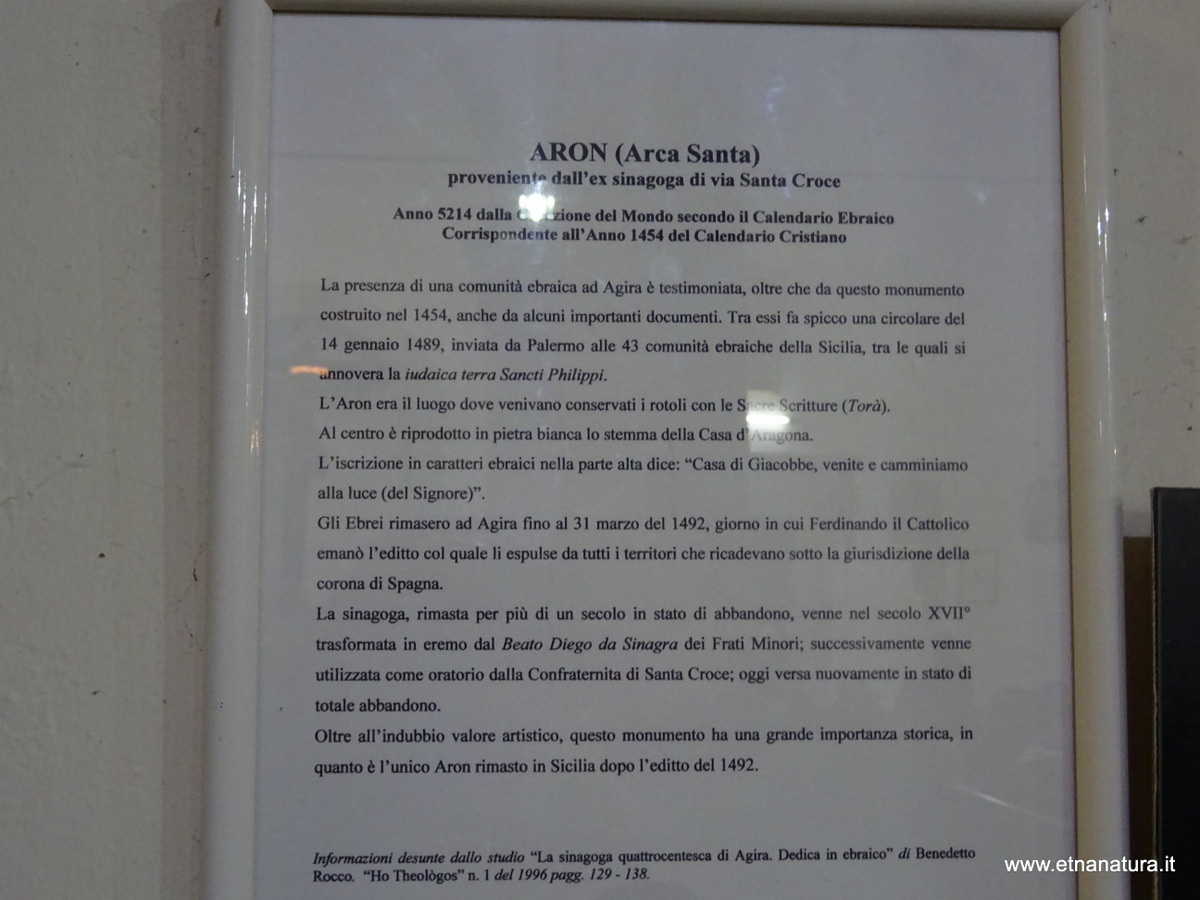 ARON (Arca Santa)
proveniente dall'ex sinagoga di via Santa Croce
Anno 5214 dalla del Mondo secondo il Calendario Ebraico
Corrispondente all'Anno 1454 del Calendario Cristiano
La presenza di una comunità ebraica ad Agira è testimoniata, oltre che da questo monumento
costruito nel 1454, anche da alcuni importanti documenti. Tra essi fa spicco una circolare del
14 gennaio 1489, inviata da Palermo alle 43 comunità ebraiche della Sicilia, tra le quali si
annovera la iudaica terra Sancti Philippi.
L'Aron era il luogo dove venivano conservati i rotoli con le Sacre Scritture (Torà).
Al centro è riprodotto in pietra bianca lo stemma della Casa d'Aragona.
L'iscrizione in caratteri ebraici nella parte alta dice: “Casa di Giacobbe, venite e camminiamo
alla luce (del Signore)”.
Gli Ebrei rimasero ad Agira fino al 31 marzo del 1492, giorno in cui Ferdinando il Cattolico
emanò l'editto col quale li espulse da tutti i territori che ricadevano sotto la giurisdizione della
corona di Spagna.
La sinagoga, rimasta per più di un secolo in stato di abbandono, venne nel secolo XVII°
trasformata in eremo dal Beato Diego da Sinagra dei Frati Minori; successivamente venne
utilizzata come oratorio dalla Confraternita di Santa Croce; oggi versa nuovamente in stato di
totale abbandono.
Oltre all'indubbio valore artistico, questo monumento ha una grande importanza storica, in
quanto è l'unico Aron rimasto in Sicilia dopo l'editto del 1492.
Informazioni desunte dallo studio “La sinagoga quattrocentesca di Agira. Dedica in ebraico” di Benedetto
Rocco. “Ho Theològos” n. 1 del 1996 pagg. 129 - 138.
www.etnanatura.it